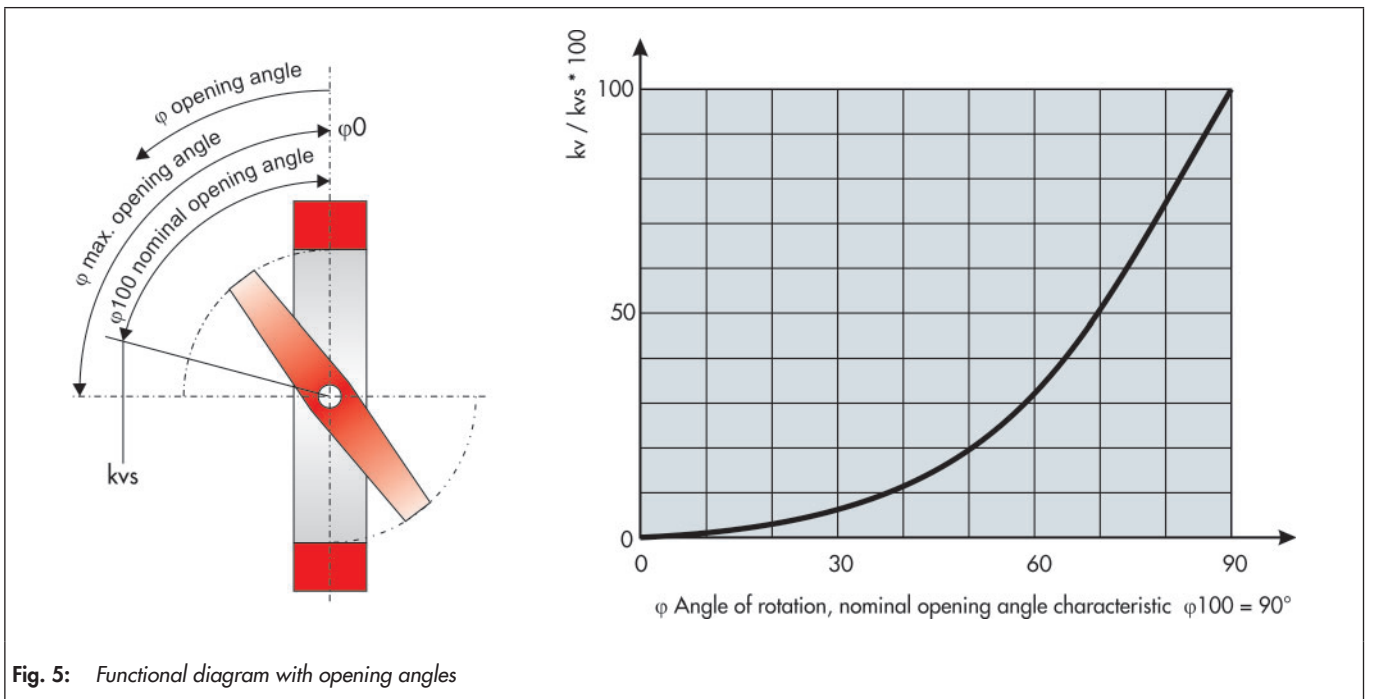 φ opening angle
φ0
φ max. opening angle
φ100 nominal opening angle
kvs
kv / kvs * 100
100
50
0
0
30
60
90
φ Angle of rotation, nominal opening angle characteristic φ100 = 90°
Fig. 5: Functional diagram with opening angles